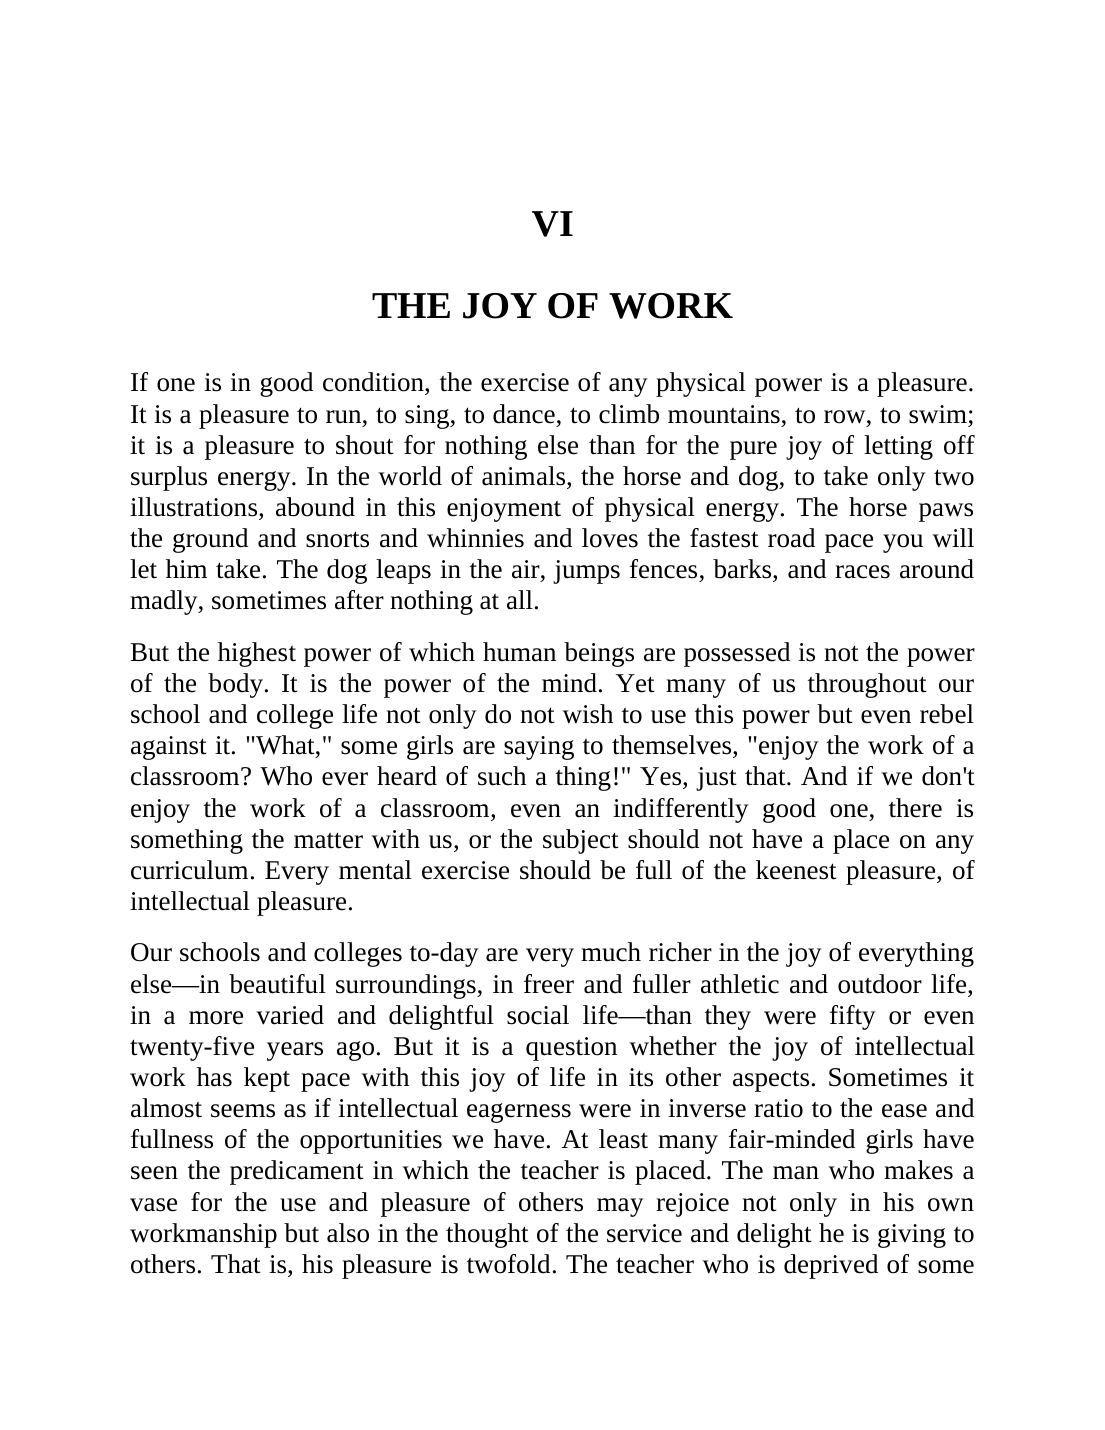 VI
THE JOY OF WORK
If one is in good condition, the exercise of any physical power is a pleasure.
It is a pleasure to run, to sing, to dance, to climb mountains, to row, to swim;
it is a pleasure to shout for nothing else than for the pure joy of letting off
surplus energy. In the world of animals, the horse and dog, to take only two
illustrations, abound in this enjoyment of physical energy. The horse paws
the ground and snorts and whinnies and loves the fastest road pace you will
let him take. The dog leaps in the air, jumps fences, barks, and races around
madly, sometimes after nothing at all.
But the highest power of which human beings are possessed is not the power
of the body. It is the power of the mind. Yet many of us throughout our
school and college life not only do not wish to use this power but even rebel
against it. "What," some girls are saying to themselves, "enjoy the work of a
classroom? Who ever heard of such a thing!" Yes, just that. And if we don't
enjoy the work of a classroom, even an indifferently good one, there is
something the matter with us, or the subject should not have a place on any
curriculum. Every mental exercise should be full of the keenest pleasure, of
intellectual pleasure.
Our schools and colleges to-day are very much richer in the joy of everything
else—in beautiful surroundings, in freer and fuller athletic and outdoor life,
in a more varied and delightful social life—than they were fifty or even
twenty-five years ago. But it is a question whether the joy of intellectual
work has kept pace with this joy of life in its other aspects. Sometimes it
almost seems as if intellectual eagerness were in inverse ratio to the ease and
fullness of the opportunities we have. At least many fair-minded girls have
seen the predicament in which the teacher is placed. The man who makes a
vase for the use and pleasure of others may rejoice not only in his own
workmanship but also in the thought of the service and delight he is giving to
others. That is, his pleasure is twofold. The teacher who is deprived of some